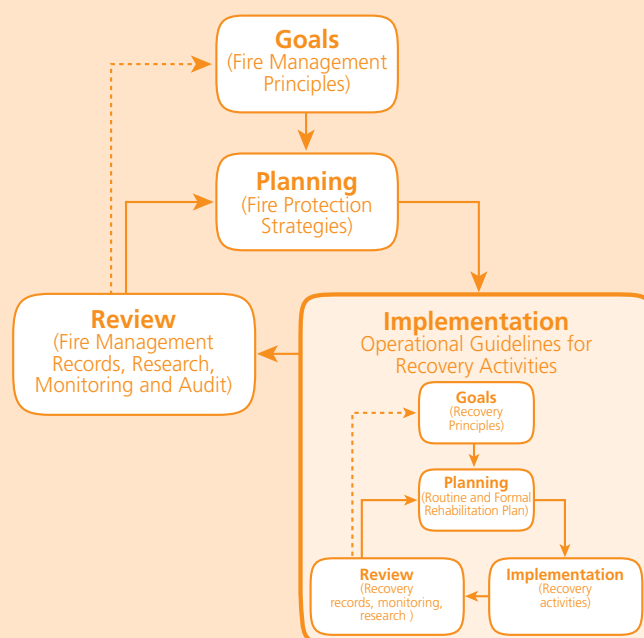 Goals
(Fire Management
Principles)
Planning
(Fire Protection
Strategies)
Review
(Fire Management
Records, Research,
Monitoring and Audit)
Implementation
Operational Guidelines for
Recovery Activities
Goals
(Recovery
Principles)
Planning
(Routine and Formal
Rehabilitation Plan)
Review
(Recovery
records, monitoring,
research )
Implementation
(Recovery
activities)